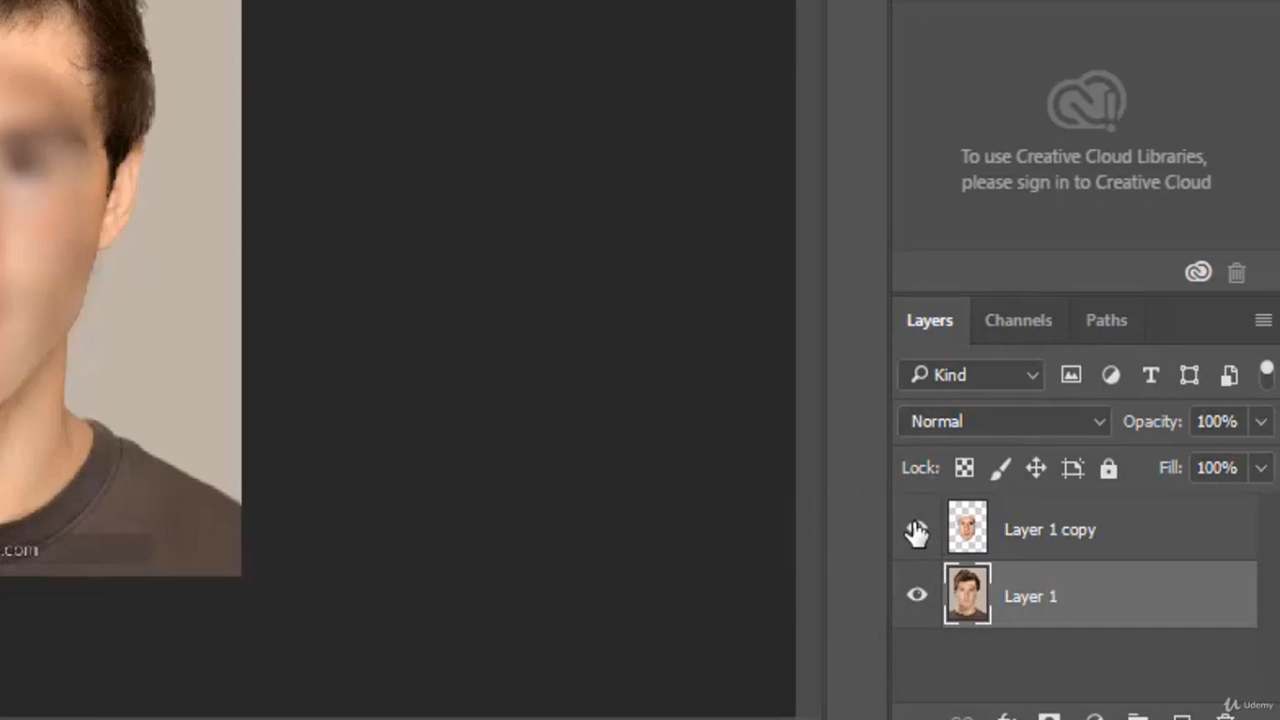 To use Creative Cloud Libraries,
please sign in to Creative Cloud
Layers
Channels
Paths
Kind
Normal
Opacity:
100%
Lock:
Fill:
100%
Layer 1 copy
Layer 1
.com
Udemy